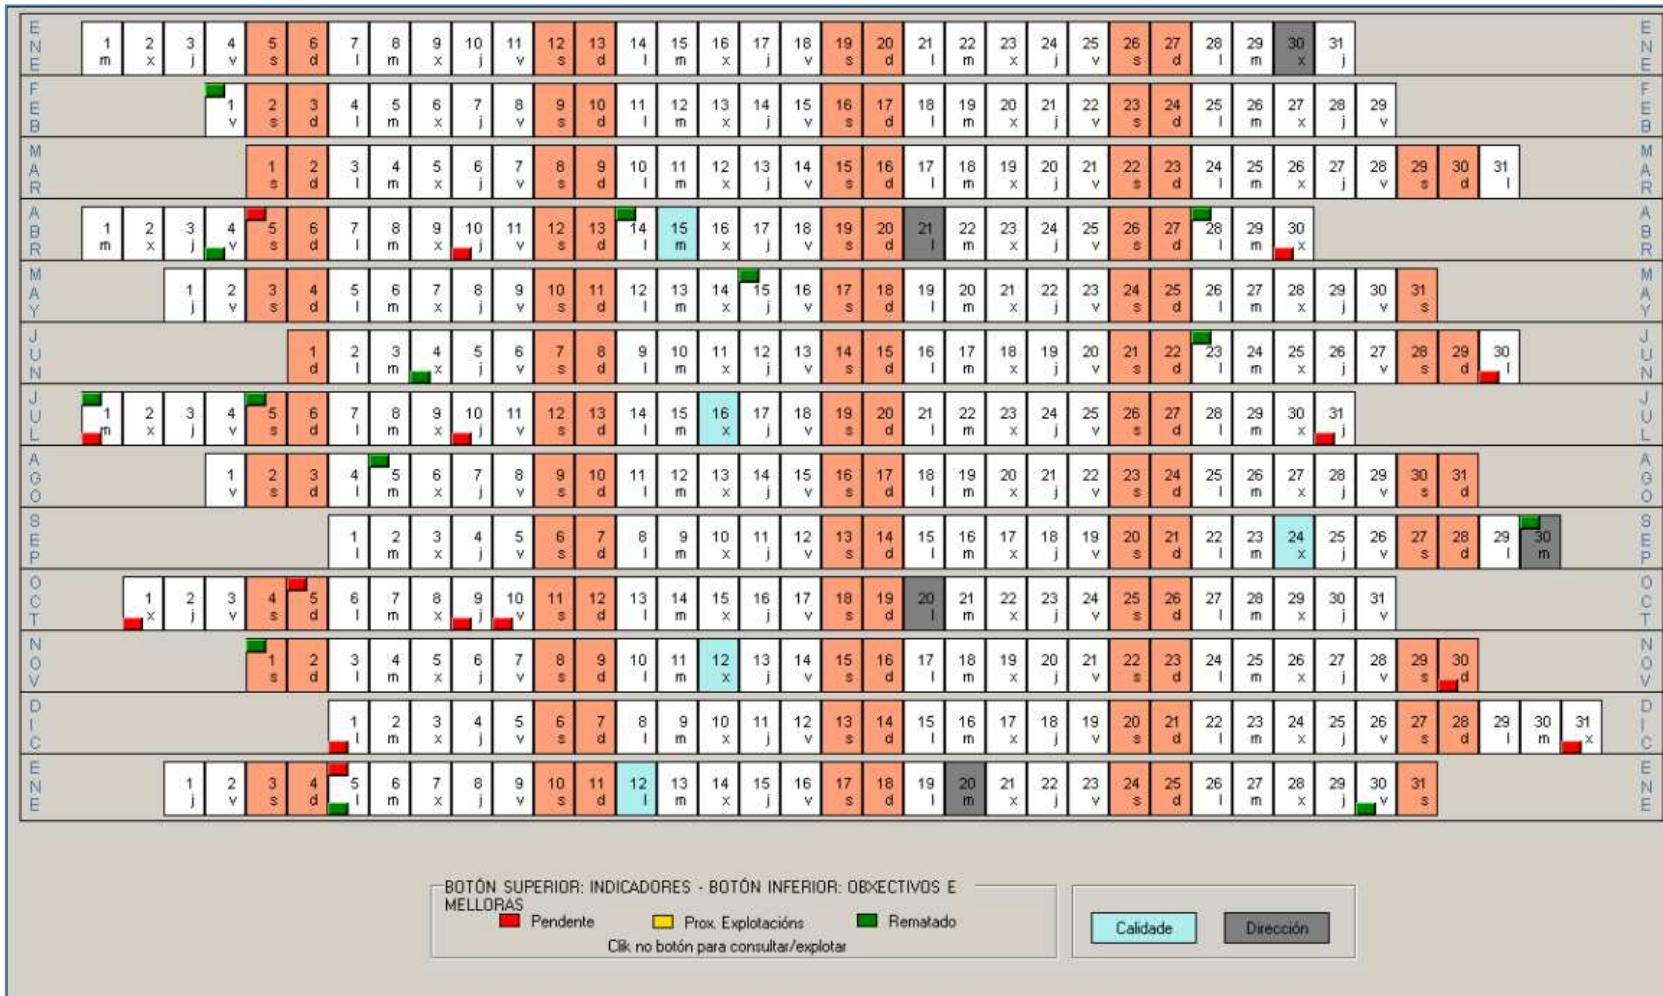 ENE 1 2 3 4 5 6 7 8 9 10 11 12 13 14 15 16 17 18 19 20 21 22 23 24 25 26 27 28 29 30 31 ENE
m x j v s d l m x j v s d l m x j v s d l m x j v s d l m x j
FEB 1 2 3 4 5 6 7 8 9 10 11 12 13 14 15 16 17 18 19 20 21 22 23 24 25 26 27 28 29 FEB
v s d l m x j v s d l m x j v s d l m x j v s d l m x j v
MAR 1 2 3 4 5 6 7 8 9 10 11 12 13 14 15 16 17 18 19 20 21 22 23 24 25 26 27 28 29 30 31 MAR
s d l m x j v s d l m x j v s d l m x j v s d l m x j v s d l
ABR 1 2 3 4 5 6 7 8 9 10 11 12 13 14 15 16 17 18 19 20 21 22 23 24 25 26 27 28 29 30 ABR
m x j v s d l m x j v s d l m x j v s d l m x j v s d l m x
MAY 1 2 3 4 5 6 7 8 9 10 11 12 13 14 15 16 17 18 19 20 21 22 23 24 25 26 27 28 29 30 31 MAY
j v s d l m x j v s d l m x j v s d l m x j v s d l m x j v s
JUN 1 2 3 4 5 6 7 8 9 10 11 12 13 14 15 16 17 18 19 20 21 22 23 24 25 26 27 28 29 30 JUN
d l m x j v s d l m x j v s d l m x j v s d l m x j v s d l
JUL 1 2 3 4 5 6 7 8 9 10 11 12 13 14 15 16 17 18 19 20 21 22 23 24 25 26 27 28 29 30 31 JUL
m x j v s d l m x j v s d l m x j v s d l m x j v s d l m x j
AGO 1 2 3 4 5 6 7 8 9 10 11 12 13 14 15 16 17 18 19 20 21 22 23 24 25 26 27 28 29 30 31 AGO
v s d l m x j v s d l m x j v s d l m x j v s d l m x j v s d
SEP 1 2 3 4 5 6 7 8 9 10 11 12 13 14 15 16 17 18 19 20 21 22 23 24 25 26 27 28 29 30 SEP
l m x j v s d l m x j v s d l m x j v s d l m x j v s d l m
OCT 1 2 3 4 5 6 7 8 9 10 11 12 13 14 15 16 17 18 19 20 21 22 23 24 25 26 27 28 29 30 31 OCT
x j v s d l m x j v s d l m x j v s d l m x j v s d l m x j v
NOV 1 2 3 4 5 6 7 8 9 10 11 12 13 14 15 16 17 18 19 20 21 22 23 24 25 26 27 28 29 30 NOV
s d l m x j v s d l m x j v s d l m x j v s d l m x j v s d
DIC 1 2 3 4 5 6 7 8 9 10 11 12 13 14 15 16 17 18 19 20 21 22 23 24 25 26 27 28 29 30 31 DIC
l m x j v s d l m x j v s d l m x j v s d l m x j v s d l m x
ENE 1 2 3 4 5 6 7 8 9 10 11 12 13 14 15 16 17 18 19 20 21 22 23 24 25 26 27 28 29 30 31 ENE
j v s d l m x j v s d l m x j v s d l m x j v s d l m x j v s
BOTÓN SUPERIOR: INDICADORES - BOTÓN INFERIOR: OBXECTIVOS E
MELLORAS
Pendente Prox. Explotacións Rematado
Clik no botón para consultar/explotar
Calidade Dirección